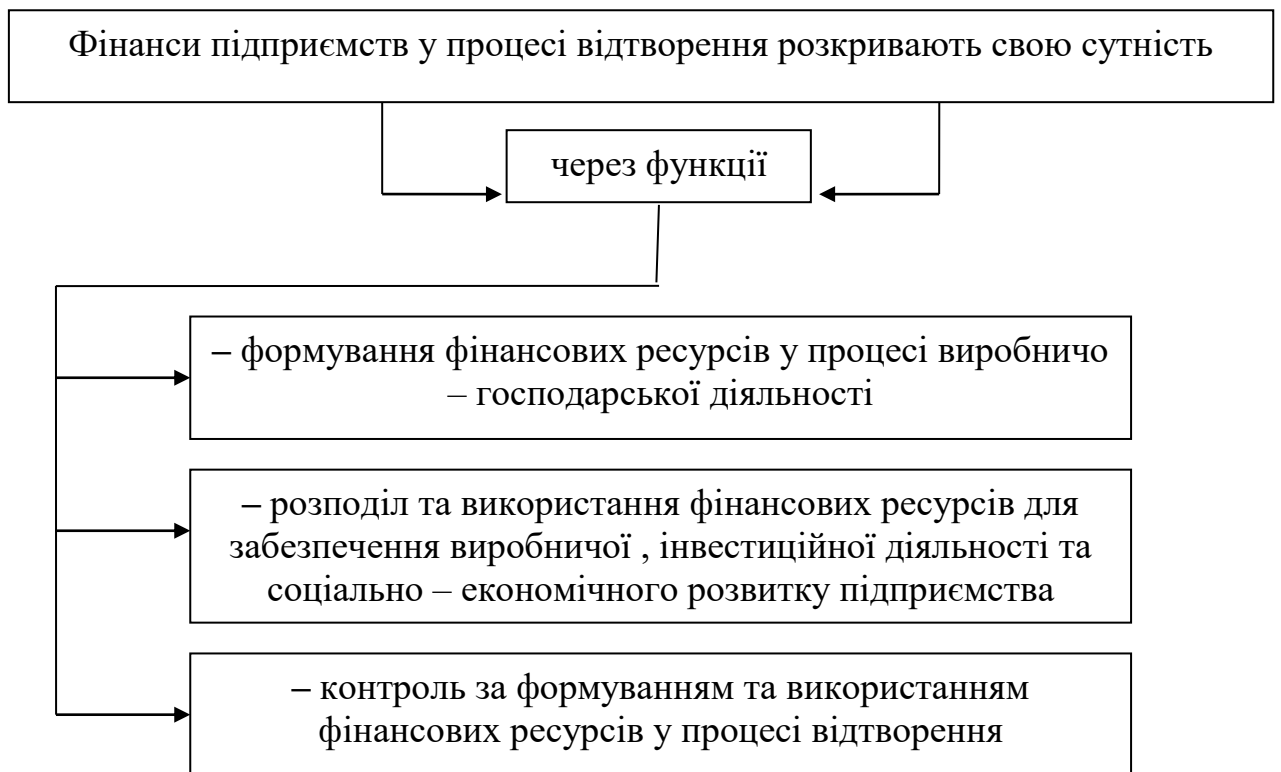 Фінанси підприємств у процесі відтворення розкривають свою сутність
через функції
– формування фінансових ресурсів у процесі виробничо
– господарської діяльності
– розподіл та використання фінансових ресурсів для
забезпечення виробничої , інвестиційної діяльності та
соціально – економічного розвитку підприємства
– контроль за формуванням та використанням
фінансових ресурсів у процесі відтворення